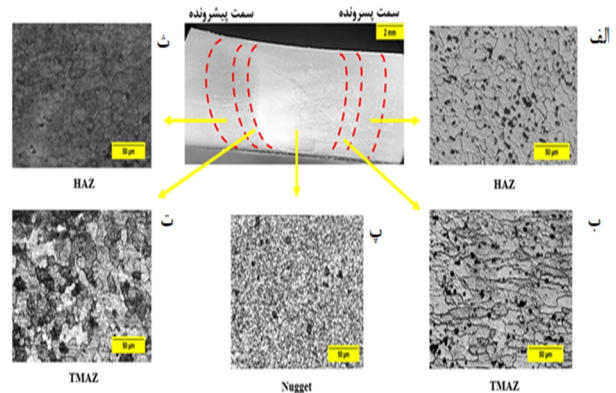 سمت پسرونده
سمت پیشرونده
2 mm
الف
50 µm
HAZ
ث
50 µm
HAZ
ب
50 µm
TMAZ
پ
50 µm
Nugget
ت
50 µm
TMAZ